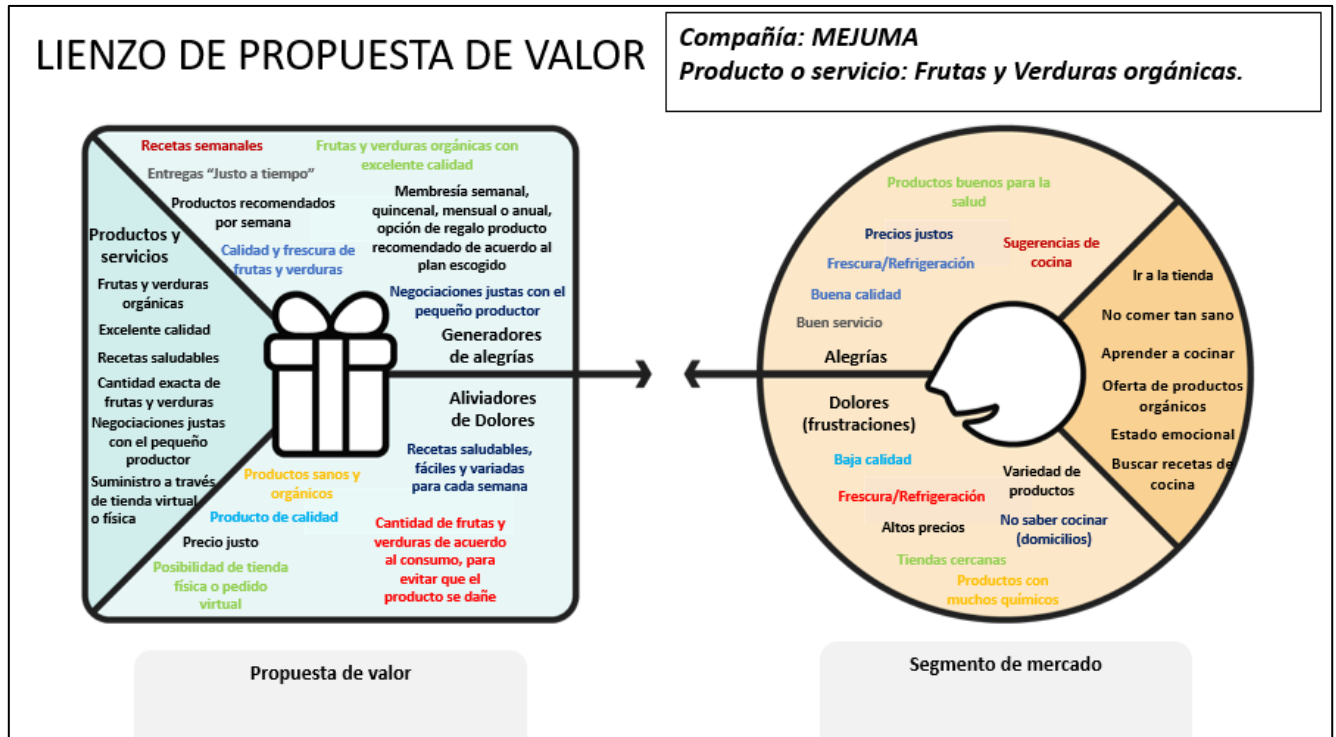 LIENZO DE PROPUESTA DE VALOR
Compañía: MEJUMA
Producto o servicio: Frutas y Verduras orgánicas.
Recetas semanales
Entregas “Justo a tiempo”
Productos recomendados
por semana
Calidad y frescura de
frutas y verduras
Frutas y verduras orgánicas con
excelente calidad
Membresía semanal,
quincenal, mensual o anual,
opción de regalo producto
recomendado de acuerdo al
plan escogido
Negociaciones justas con el
pequeño productor
Generadores
de alegrías
Productos y
servicios
Frutas y verduras
orgánicas
Excelente calidad
Recetas saludables
Cantidad exacta de
frutas y verduras
Negociaciones justas
con el pequeño
productor
Suministro a través
de tienda virtual
o física
Aliviadores
de Dolores
Recetas saludables,
fáciles y variadas
para cada semana
Productos sanos y
orgánicos
Producto de calidad
Precio justo
Posibilidad de tienda
física o pedido
virtual
Cantidad de frutas y
verduras de acuerdo
al consumo, para
evitar que el
producto se dañe
Propuesta de valor
Productos buenos para la
salud
Precios justos
Sugerencias de
cocina
Frescura/Refrigeración
Buena calidad
Buen servicio
Alegrías
Ir a la tienda
No comer tan sano
Aprender a cocinar
Oferta de productos
orgánicos
Estado emocional
Buscar recetas de
cocina
Dolores
(frustraciones)
Baja calidad
Variedad de
productos
Frescura/Refrigeración
Altos precios
No saber cocinar
(domicilios)
Tiendas cercanas
Productos con
muchos químicos
Segmento de mercado